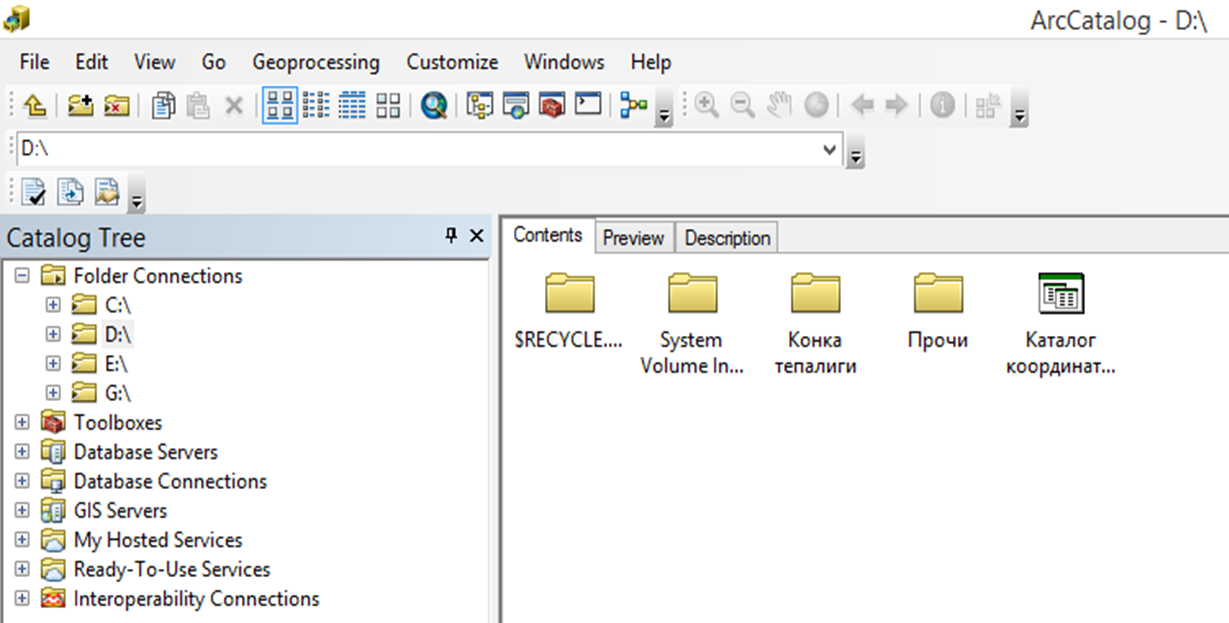 ArcCatalog - D:\
File Edit View Go Geoprocessing Customize Windows Help
D:\
Catalog Tree
Folder Connections
C:\
D:\
E:\
G:\
Toolboxes
Database Servers
Database Connections
GIS Servers
My Hosted Services
Ready-To-Use Services
Interoperability Connections
Contents Preview Description
$RECYCLE....
System
Volume In...
Конка
тепалиги
Прочи
Каталог
координат...